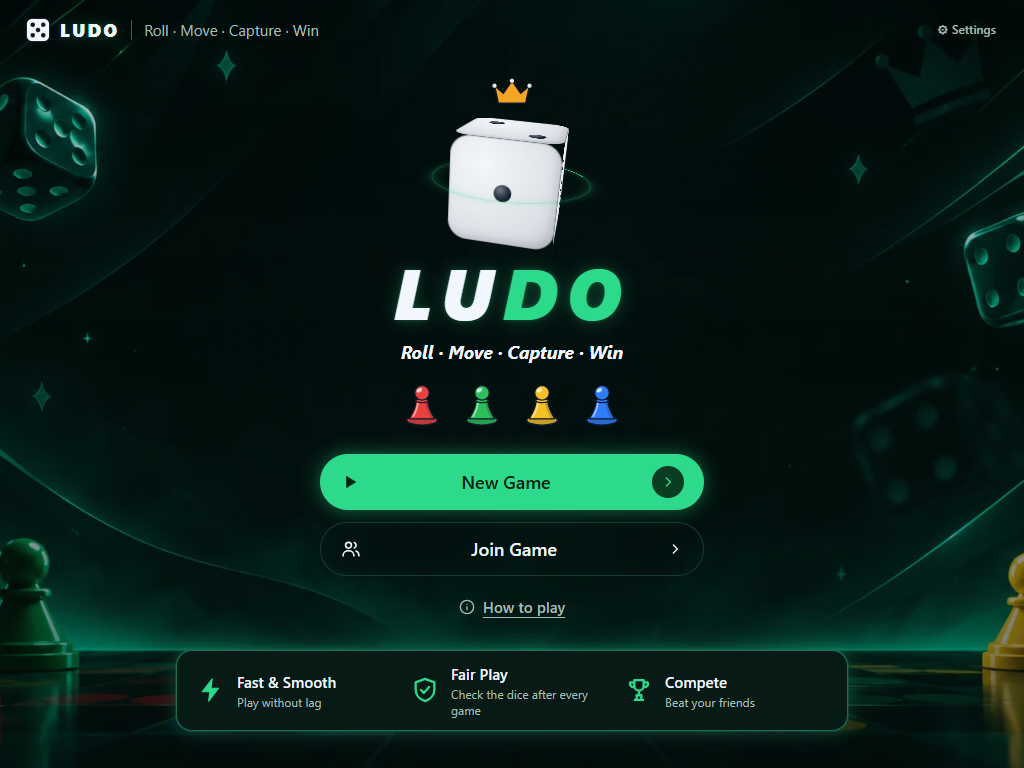 LUDO
Roll · Move · Capture · Win
Settings
LUDO
Roll · Move · Capture · Win
New Game
Join Game
How to play
Fast & Smooth
Play without lag
Fair Play
Check the dice after every
game
Compete
Beat your friends